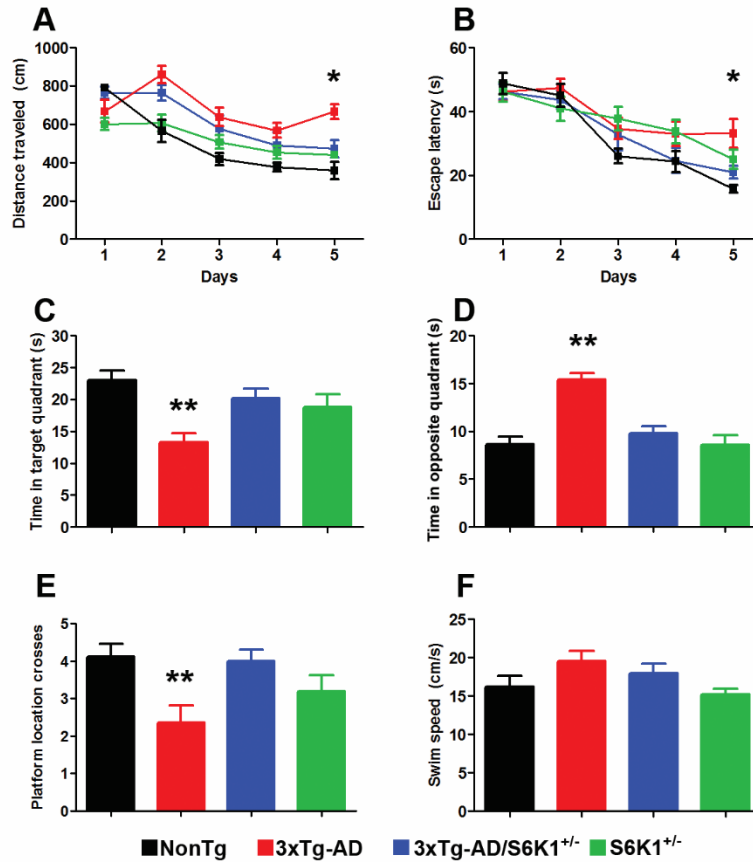 A
Distance traveled (cm)
1000
800
600
400
200
0
*
1 2 3 4 5
Days
B
Escape latency (s)
60
40
20
0
*
1 2 3 4 5
Days
C
Time in target quadrant (s)
30
25
20
15
10
5
0
**
D
Time in opposite quadrant (s)
20
15
10
5
0
**
E
Platform location crosses
5
4
3
2
1
0
**
F
Swim speed (cm/s)
25
20
15
10
5
0
NonTg 3xTg-AD 3xTg-AD/S6K1+/- S6K1+/-